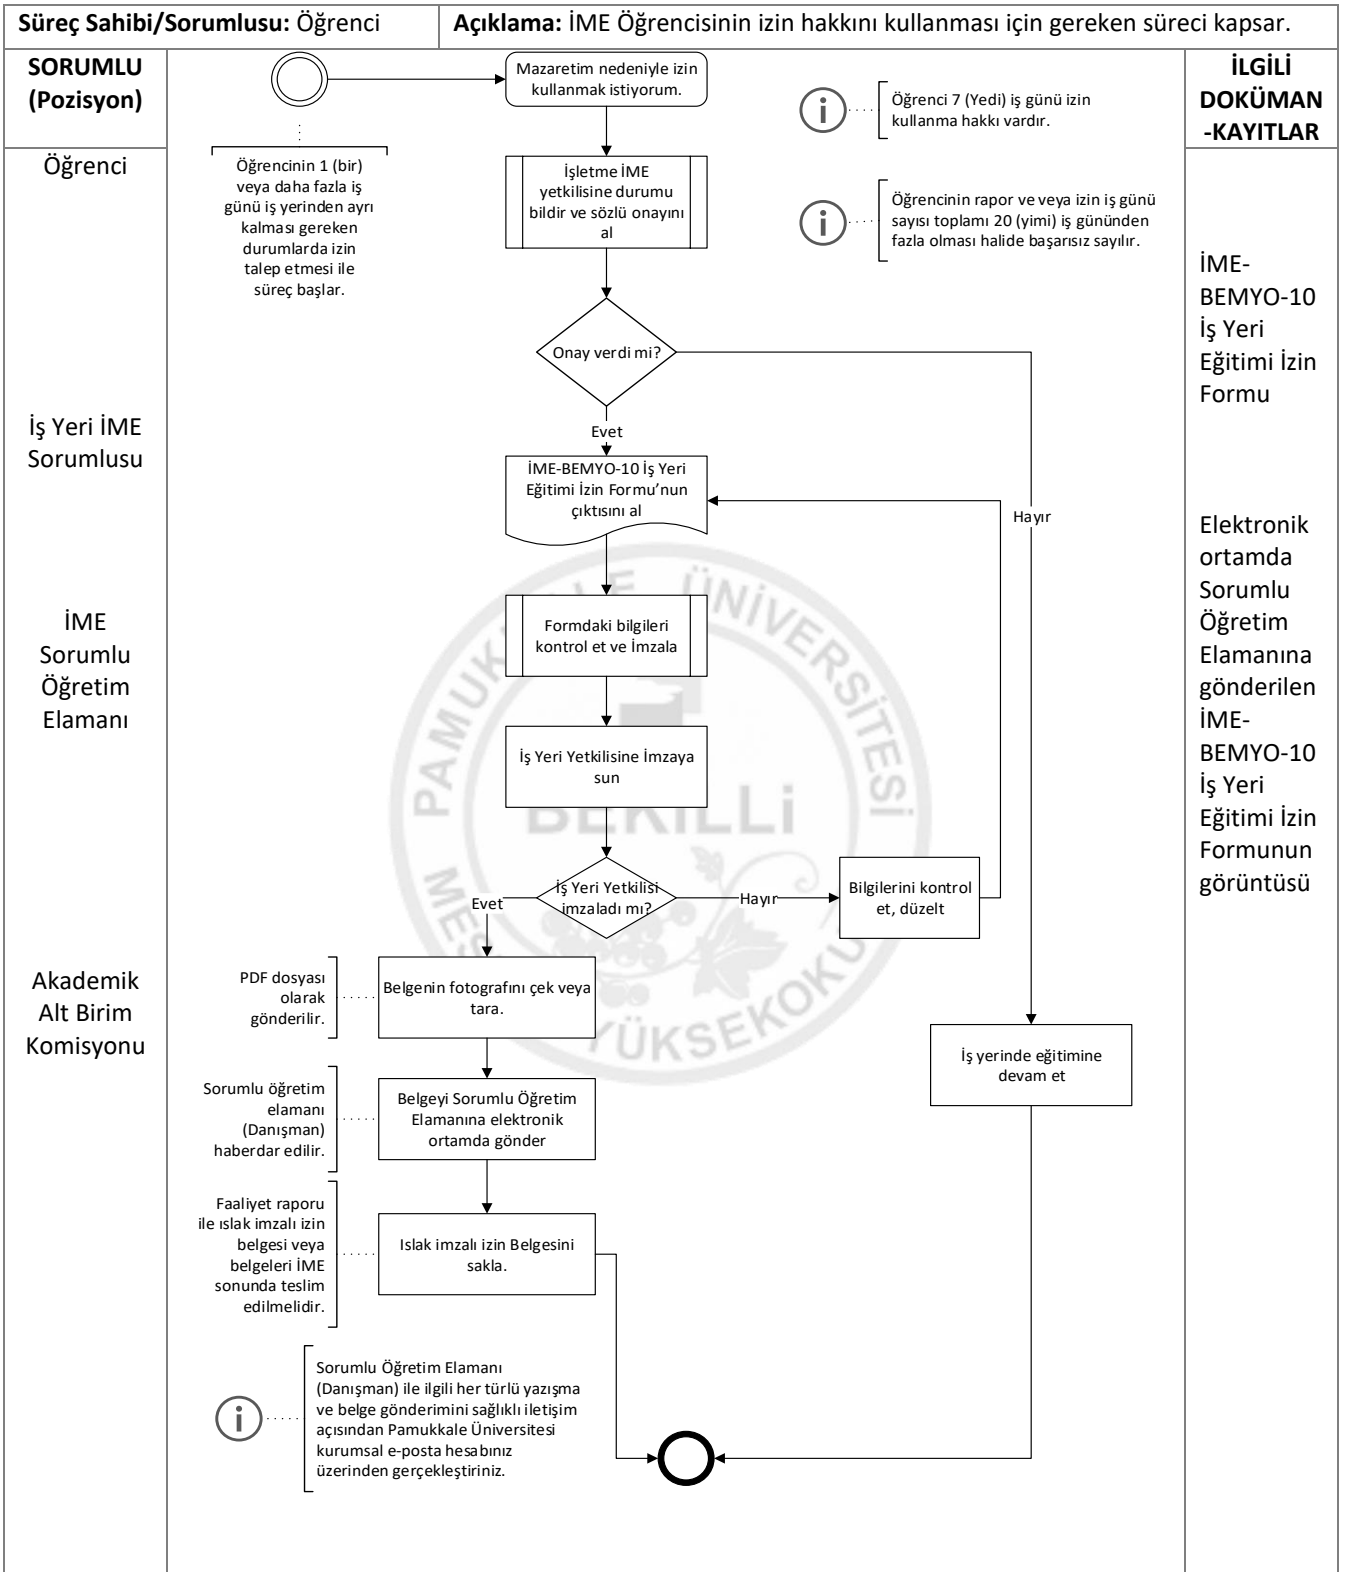 Süreç Sahibi/Sorumlusu: Öğrenci
Açıklama: İME Öğrencisinin izin hakkını kullanması için gereken süreci kapsar.
SORUMLU
(Pozisyon)
Öğrenci
İş Yeri İME
Sorumlusu
İME
Sorumlu
Öğretim
Elamanı
Akademik
Alt Birim
Komisyonu
Mazaretim nedeniyle izin
kullanmak istiyorum.
Öğrencinin 1 (bir)
veya daha fazla iş
günü iş yerinden ayrı
kalması gereken
durumlarda izin
talep etmesi ile
süreç başlar.
İşletme İME
yetkilisine durumu
bildir ve sözlü onayını
al
Öğrenci 7 (Yedi) iş günü izin
kullanma hakkı vardır.
Öğrencinin rapor ve veya izin iş günü
sayısı toplamı 20 (yimi) iş gününden
fazla olması halide başarısız sayılır.
Onay verdi mi?
Evet
Hayır
İME-BEMYO-10 İş Yeri
Eğitimi İzin Formu’nun
çıktısını al
Formdaki bilgileri
kontrol et ve İmzala
İş Yeri Yetkilisine İmzaya
sun
İş Yeri Yetkilisi
imzaladı mı?
Evet
Hayır
Bilgilerini kontrol
et, düzelt
PDF dosyası
olarak
gönderilir.
Belgenin fotografını çek veya
tara.
İş yerinde eğitimine
devam et
Sorumlu öğretim
elamanı
(Danışman)
haberdar edilir.
Belgeyi Sorumlu Öğretim
Elamanına elektronik
ortamda gönder
Faaliyet raporu
ile ıslak imzalı izin
belgesi veya
belgeleri İME
sonunda teslim
edilmelidir.
Islak imzalı izin Belgesini
sakla.
Sorumlu Öğretim Elamanı
(Danışman) ile ilgili her türlü yazışma
ve belge gönderimini sağlıklı iletişim
açısından Pamukkale Üniversitesi
kurumsal e-posta hesabınız
üzerinden gerçekleştiriniz.
İLGİLİ
DOKÜMAN
-KAYITLAR
İME-
BEMYO-10
İş Yeri
Eğitimi İzin
Formu
Elektronik
ortamda
Sorumlu
Öğretim
Elamanına
gönderilen
İME-
BEMYO-10
İş Yeri
Eğitimi İzin
Formunun
görüntüsü
ÜNİVERSİTESİ
BEKİLLİ